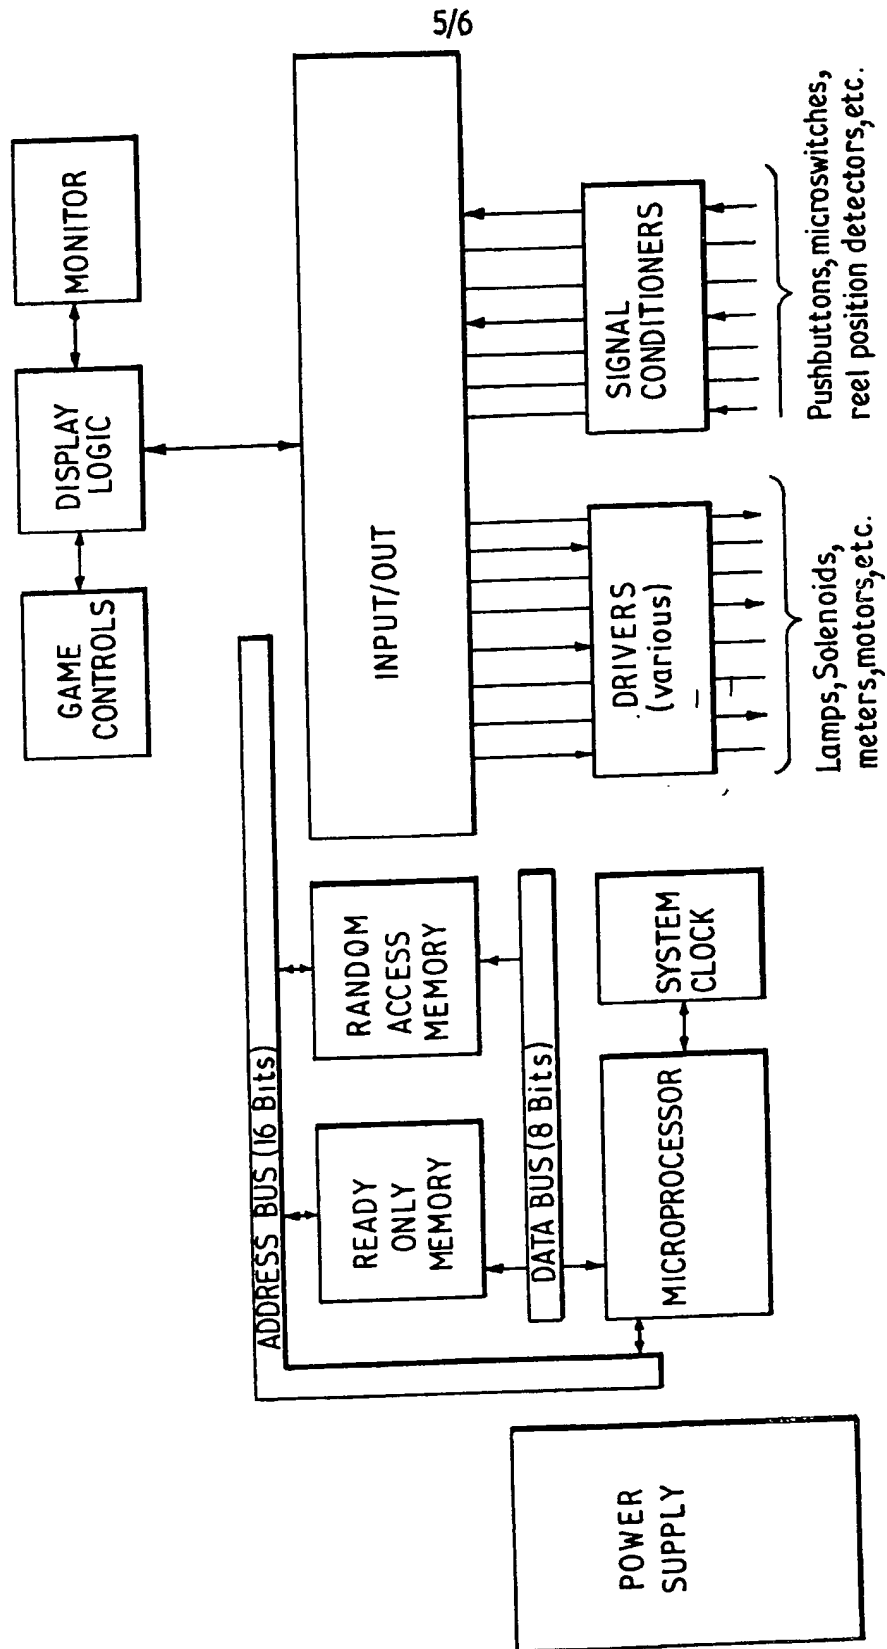 5/6
GAME
CONTROLS
DISPLAY
LOGIC
MONITOR
ADDRESS BUS (16 Bits)
READY
ONLY
MEMORY
RANDOM
ACCESS
MEMORY
INPUT/OUT
DATA BUS (8 Bits)
POWER
SUPPLY
MICROPROCESSOR
SYSTEM
CLOCK
DRIVERS
(various)
SIGNAL
CONDITIONERS
Lamps, Solenoids,
meters, motors, etc.
Pushbuttons, microswitches,
reel position detectors, etc.